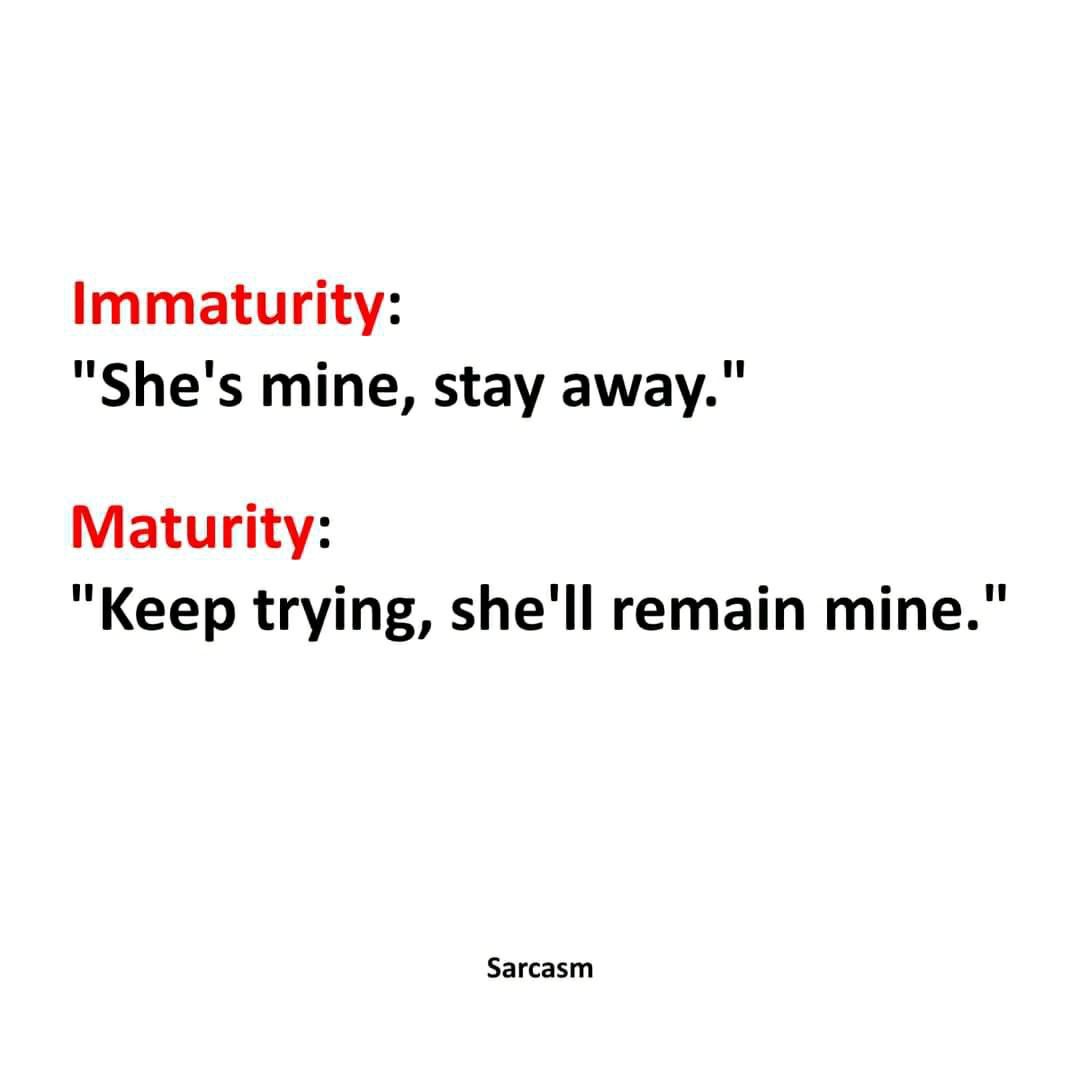 Immaturity:
"She's mine, stay away."
Maturity:
"Keep trying, she'll remain mine."
Sarcasm